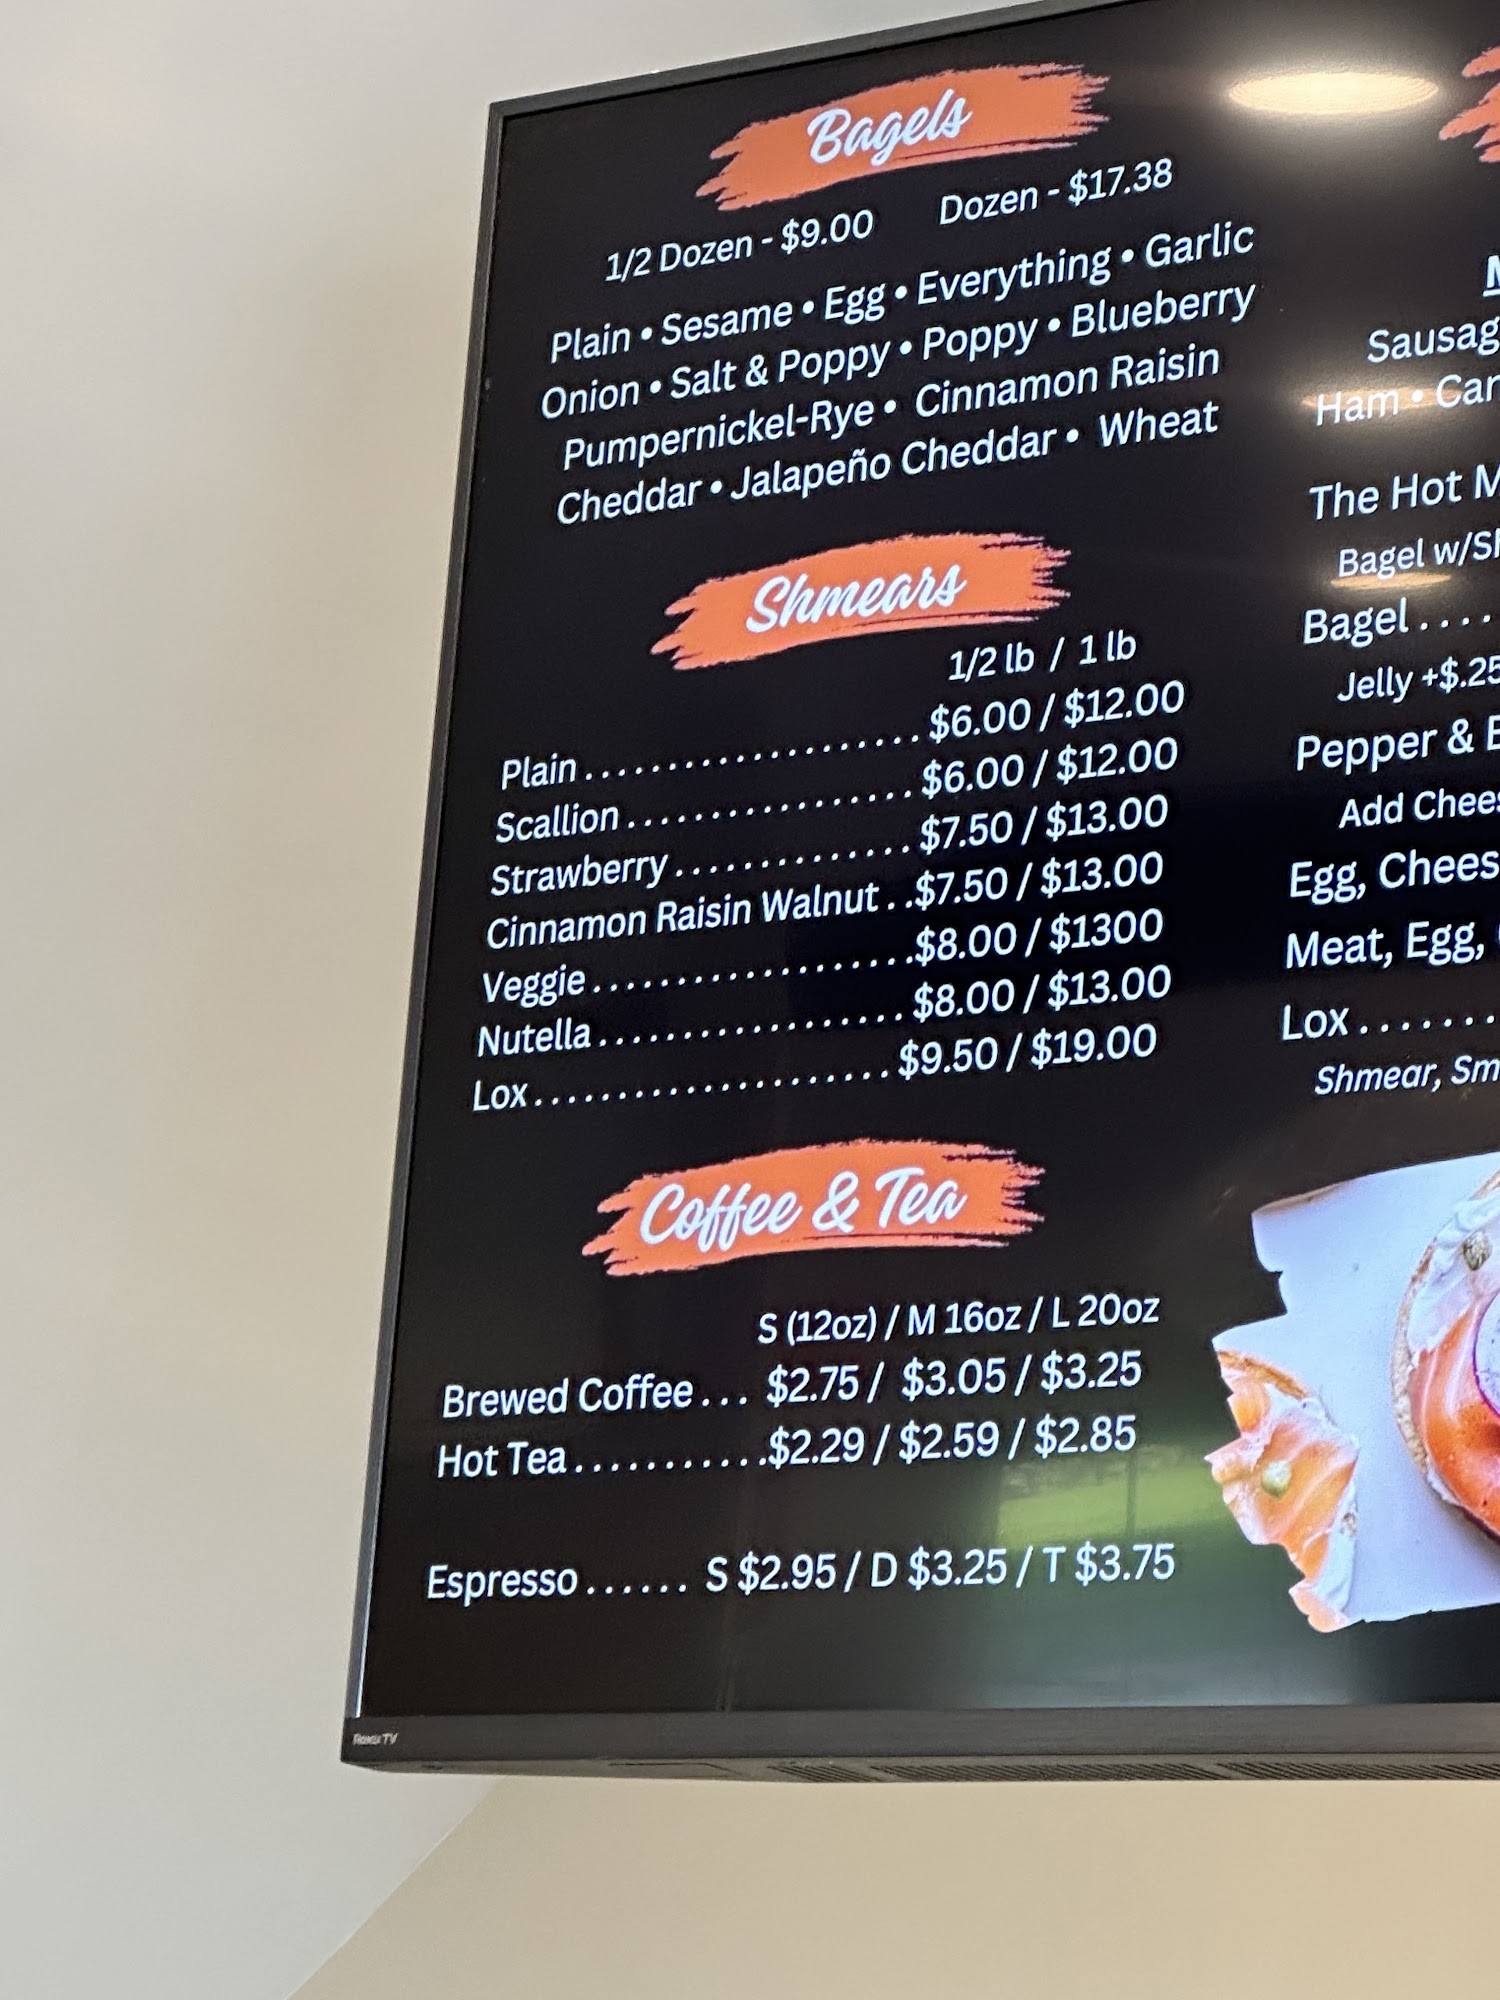 Bagels
1/2 Dozen - $9.00 Dozen - $17.38
Plain • Sesame • Egg • Everything • Garlic
Onion • Salt & Poppy • Poppy • Blueberry
Pumpernickel-Rye • Cinnamon Raisin
Cheddar • Jalapeño Cheddar • Wheat
Shmears
1/2 lb / 1 lb
Plain . . . . . . . . . . . . . . . . . . . . . $6.00 / $12.00
Scallion . . . . . . . . . . . . . . . . . . $6.00 / $12.00
Strawberry . . . . . . . . . . . . . . . $7.50 / $13.00
Cinnamon Raisin Walnut . . $7.50 / $13.00
Veggie . . . . . . . . . . . . . . . . . . . . $8.00 / $1300
Nutella . . . . . . . . . . . . . . . . . . . $8.00 / $13.00
Lox . . . . . . . . . . . . . . . . . . . . . . $9.50 / $19.00
Coffee & Tea
S (12oz) / M 16oz / L 20oz
Brewed Coffee . . . $2.75 / $3.05 / $3.25
Hot Tea . . . . . . . . . . . . $2.29 / $2.59 / $2.85
Espresso . . . . . . S $2.95 / D $3.25 / T $3.75
Sausag
Ham • Can
The Hot M
Bagel w/Sh
Bagel . . . .
Jelly +$.25
Pepper & E
Add Chees
Egg, Chees
Meat, Egg,
Lox . . . . . . .
Shmear, Sm
Roku TV